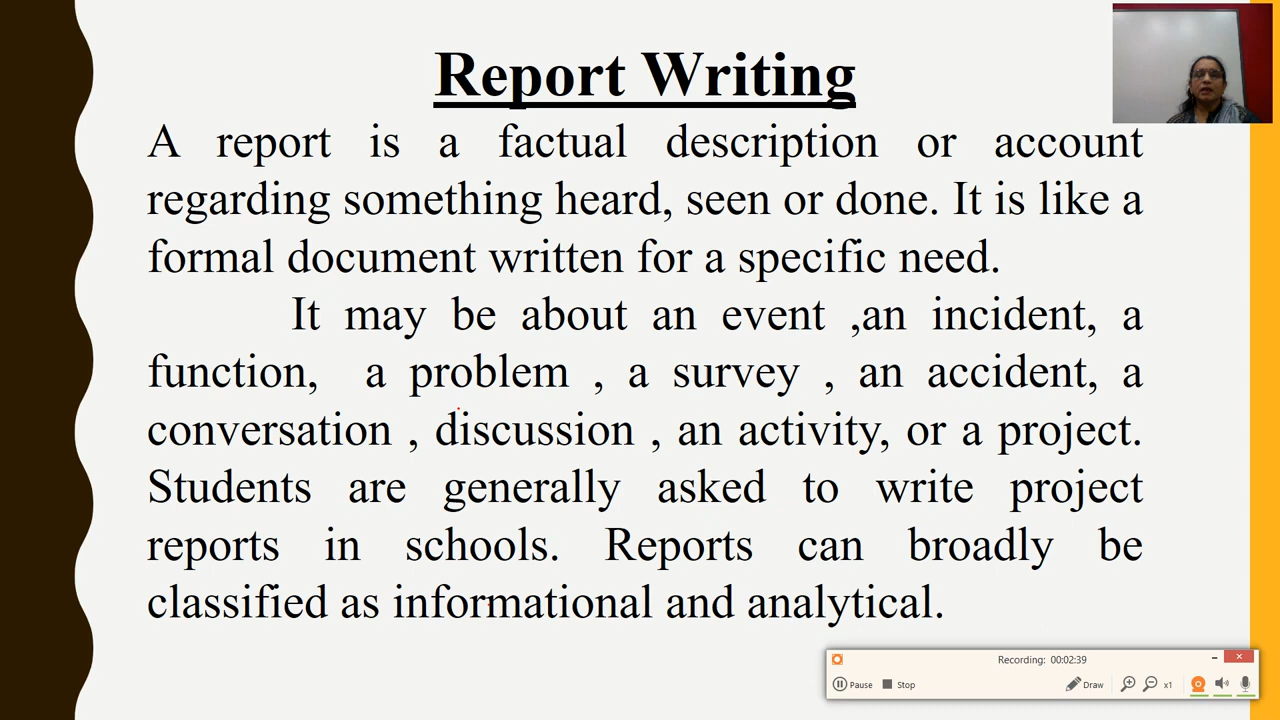 Report Writing
A report is a factual description or account
regarding something heard, seen or done. It is like a
formal document written for a specific need.
It may be about an event ,an incident, a
function, a problem , a survey , an accident, a
conversation , discussion , an activity, or a project.
Students are generally asked to write project
reports in schools. Reports can broadly be
classified as informational and analytical.
Recording: 00:02:39
Pause Stop Draw x1